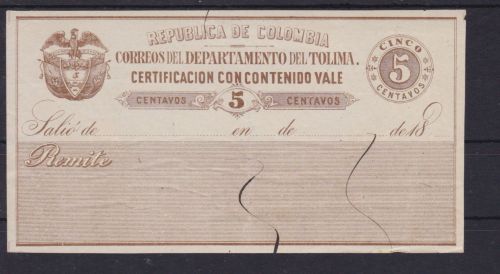 REPUBLICA DE COLOMBIA
CORREOS DEL DEPARTAMENTO DEL TOLIMA.
CERTIFICACION CON CONTENIDO VALE
CENTAVOS 5 CENTAVOS
CINCO
5
CENTAVOS
Salió de en de de 18
Remite